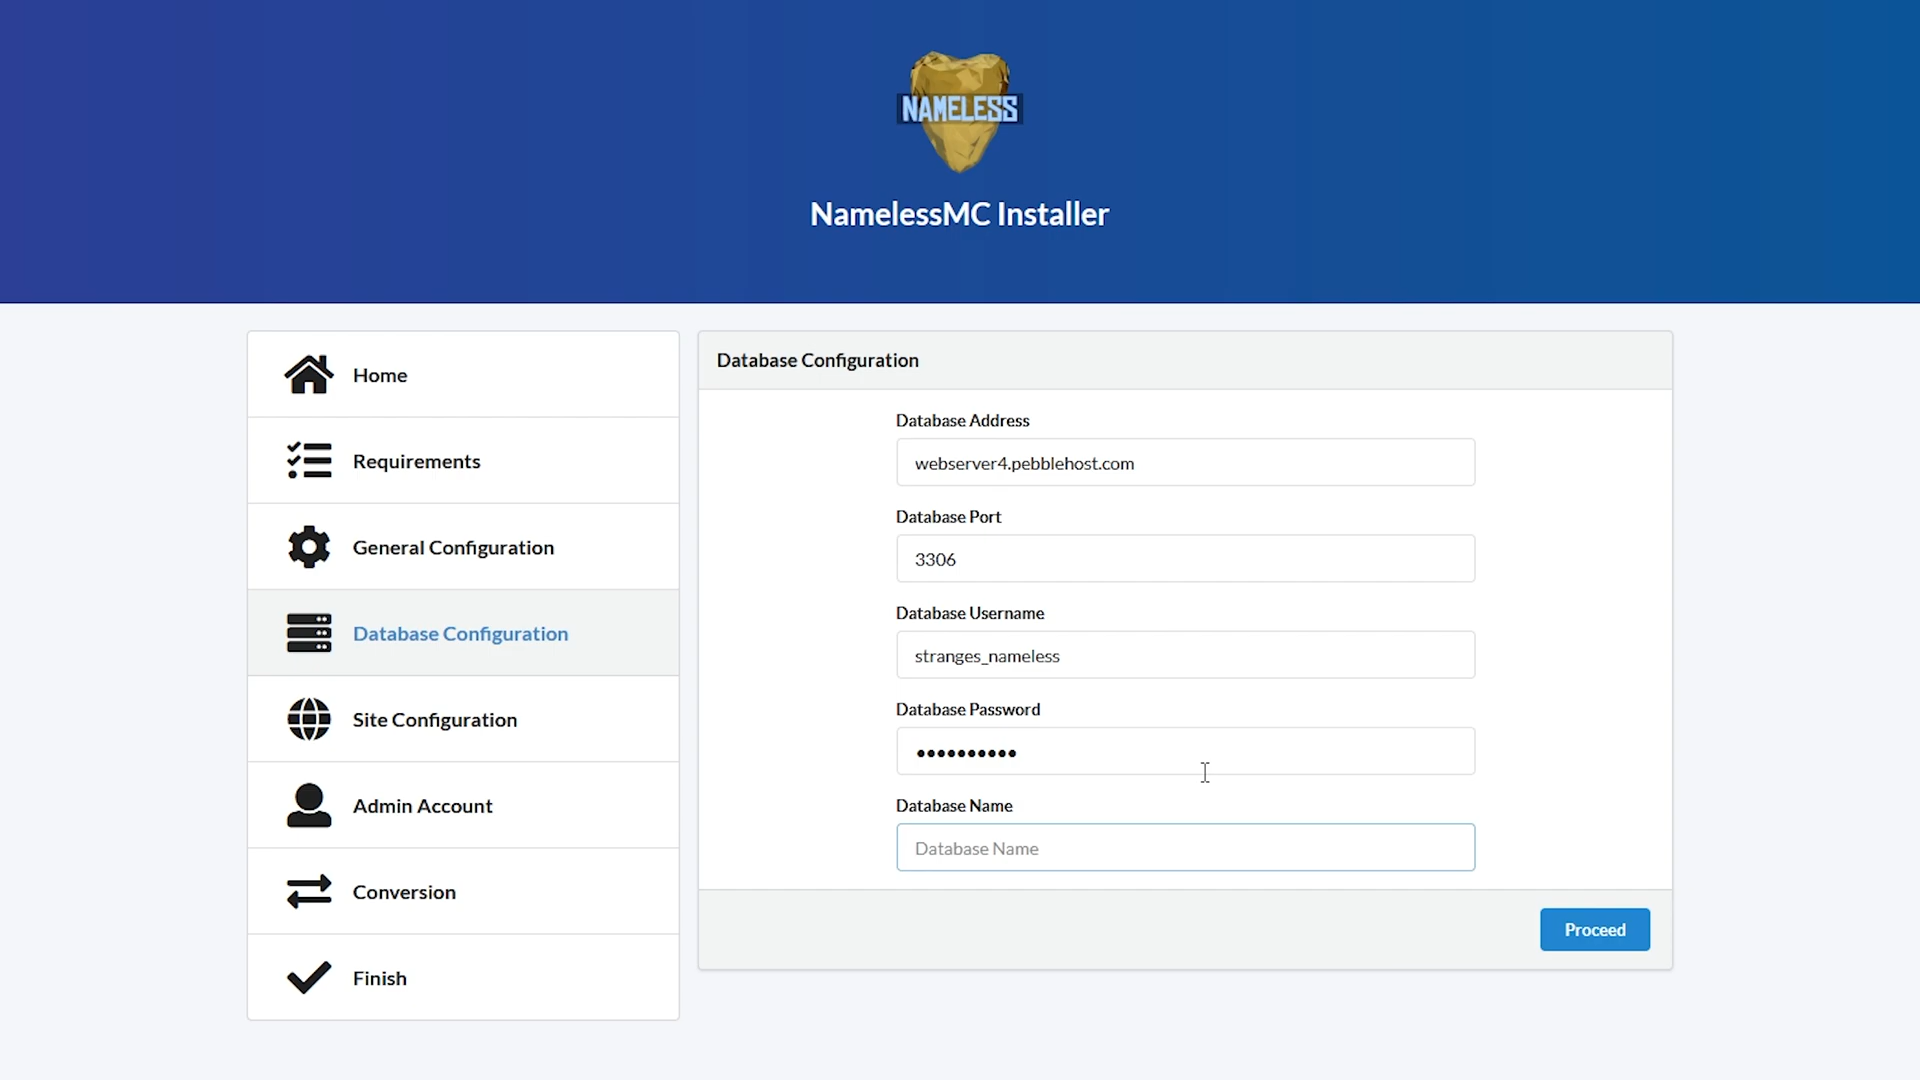 NAMELESS
NamelessMC Installer
Home
Requirements
General Configuration
Database Configuration
Site Configuration
Admin Account
Conversion
Finish
Database Configuration
Database Address
webserver4.pebblehost.com
Database Port
3306
Database Username
stranges_nameless
Database Password
••••••••••
Database Name
Database Name
Proceed